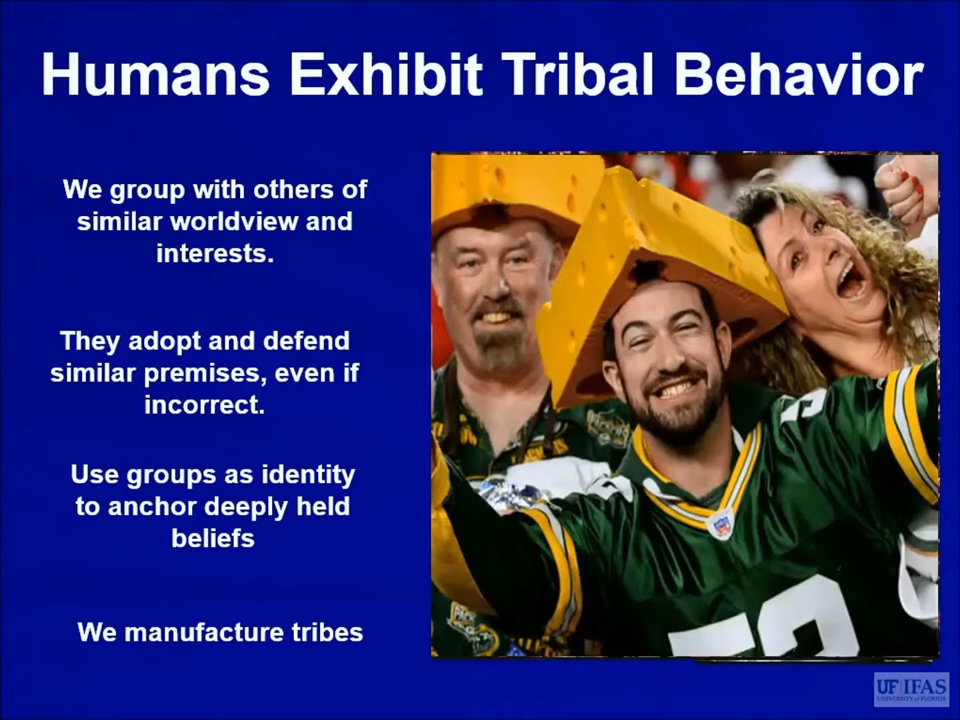 Humans Exhibit Tribal Behavior
We group with others of
similar worldview and
interests.
They adopt and defend
similar premises, even if
incorrect.
Use groups as identity
to anchor deeply held
beliefs
We manufacture tribes
UF IFAS
UNIVERSITY of FLORIDA